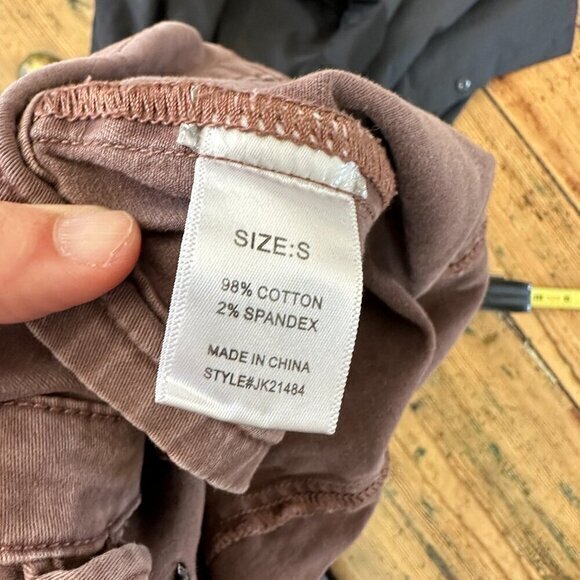 SIZE:S
98% COTTON
2% SPANDEX
MADE IN CHINA
STYLE#JK21484